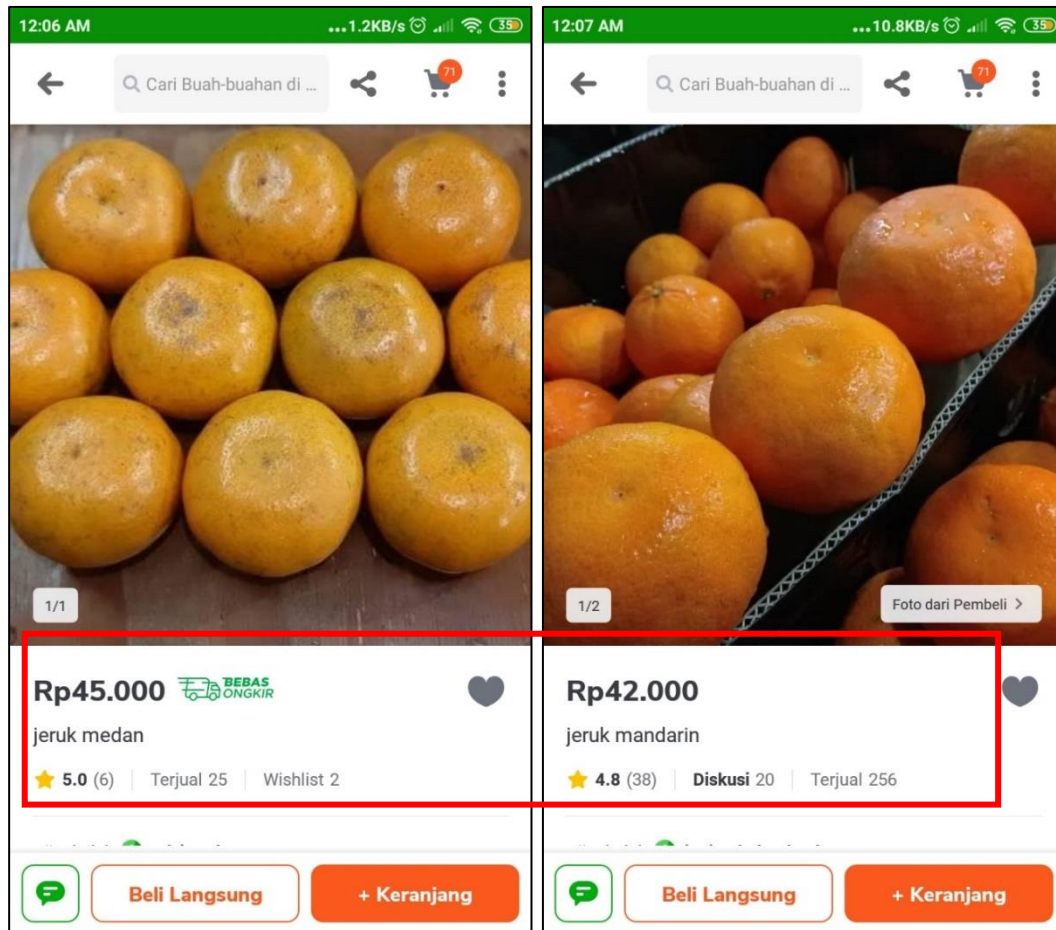 12:06 AM
...1.2KB/s
35
Cari Buah-buahan di ...
71
1/1
Rp45.000
BEBAS
ONGKIR
jeruk medan
5.0 (6)
Terjual 25
Wishlist 2
Beli Langsung
+ Keranjang
12:07 AM
...10.8KB/s
35
Cari Buah-buahan di ...
71
1/2
Foto dari Pembeli >
Rp42.000
jeruk mandarin
4.8 (38)
Diskusi 20
Terjual 256
Beli Langsung
+ Keranjang